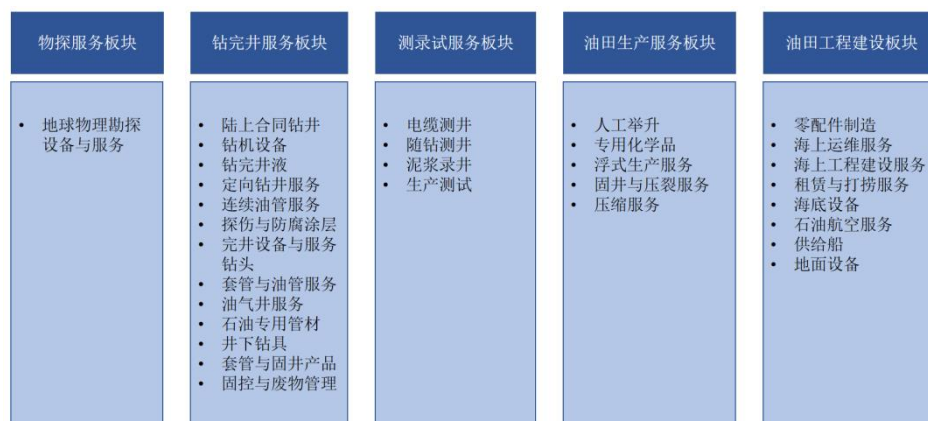 物探服务板块
• 地球物理勘探
设备与服务
钻完井服务板块
• 陆上合同钻井
• 钻机设备
• 钻完井液
• 定向钻井服务
• 连续油管服务
• 探伤与防腐涂层
• 完井设备与服务
钻头
• 套管与油管服务
• 油气井服务
• 石油专用管材
• 井下钻具
• 套管与固井产品
• 固控与废物管理
测录试服务板块
• 电缆测井
• 随钻测井
• 泥浆录井
• 生产测试
油田生产服务板块
• 人工举升
• 专用化学品
• 浮式生产服务
• 固井与压裂服务
• 压缩服务
油田工程建设板块
• 零配件制造
• 海上运维服务
• 海上工程建设服务
• 租赁与打捞服务
• 海底设备
• 石油航空服务
• 供给船
• 地面设备